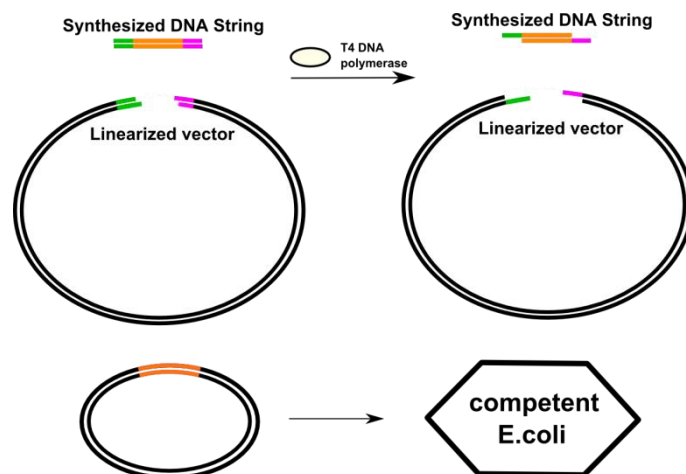 Synthesized DNA String
T4 DNA
polymerase
Synthesized DNA String
Linearized vector
Linearized vector
competent
E.coli